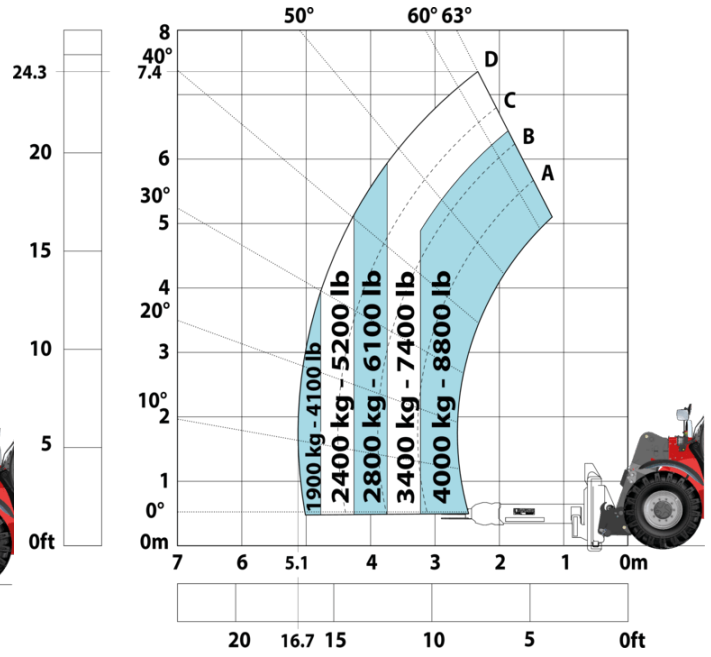 50° 60° 63°
8
40°
24.3 7.4
D
C
B
A
20
6
30°
5
15
4
20°
3
10
10°
2
5
1
0°
0ft 0m
1900 kg - 4100 lb
2400 kg - 5200 lb
2800 kg - 6100 lb
3400 kg - 7400 lb
4000 kg - 8800 lb
7 6 5.1 4 3 2 1 0m
20 16.7 15 10 5 0ft